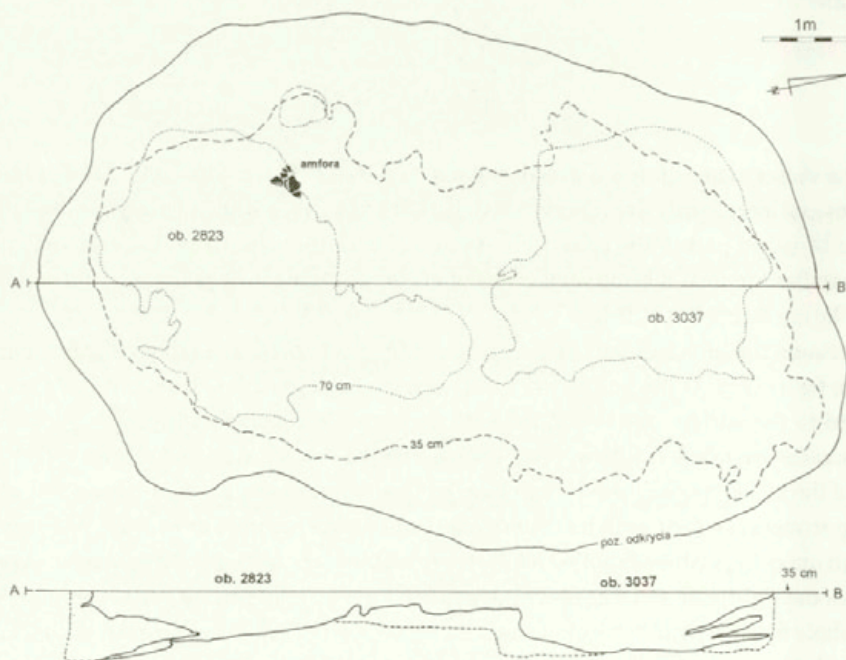 1m
N
amfora
ob. 2823
A
B
ob. 3037
70 cm
35 cm
poz. odkrycia
ob. 2823
ob. 3037
35 cm
A
B